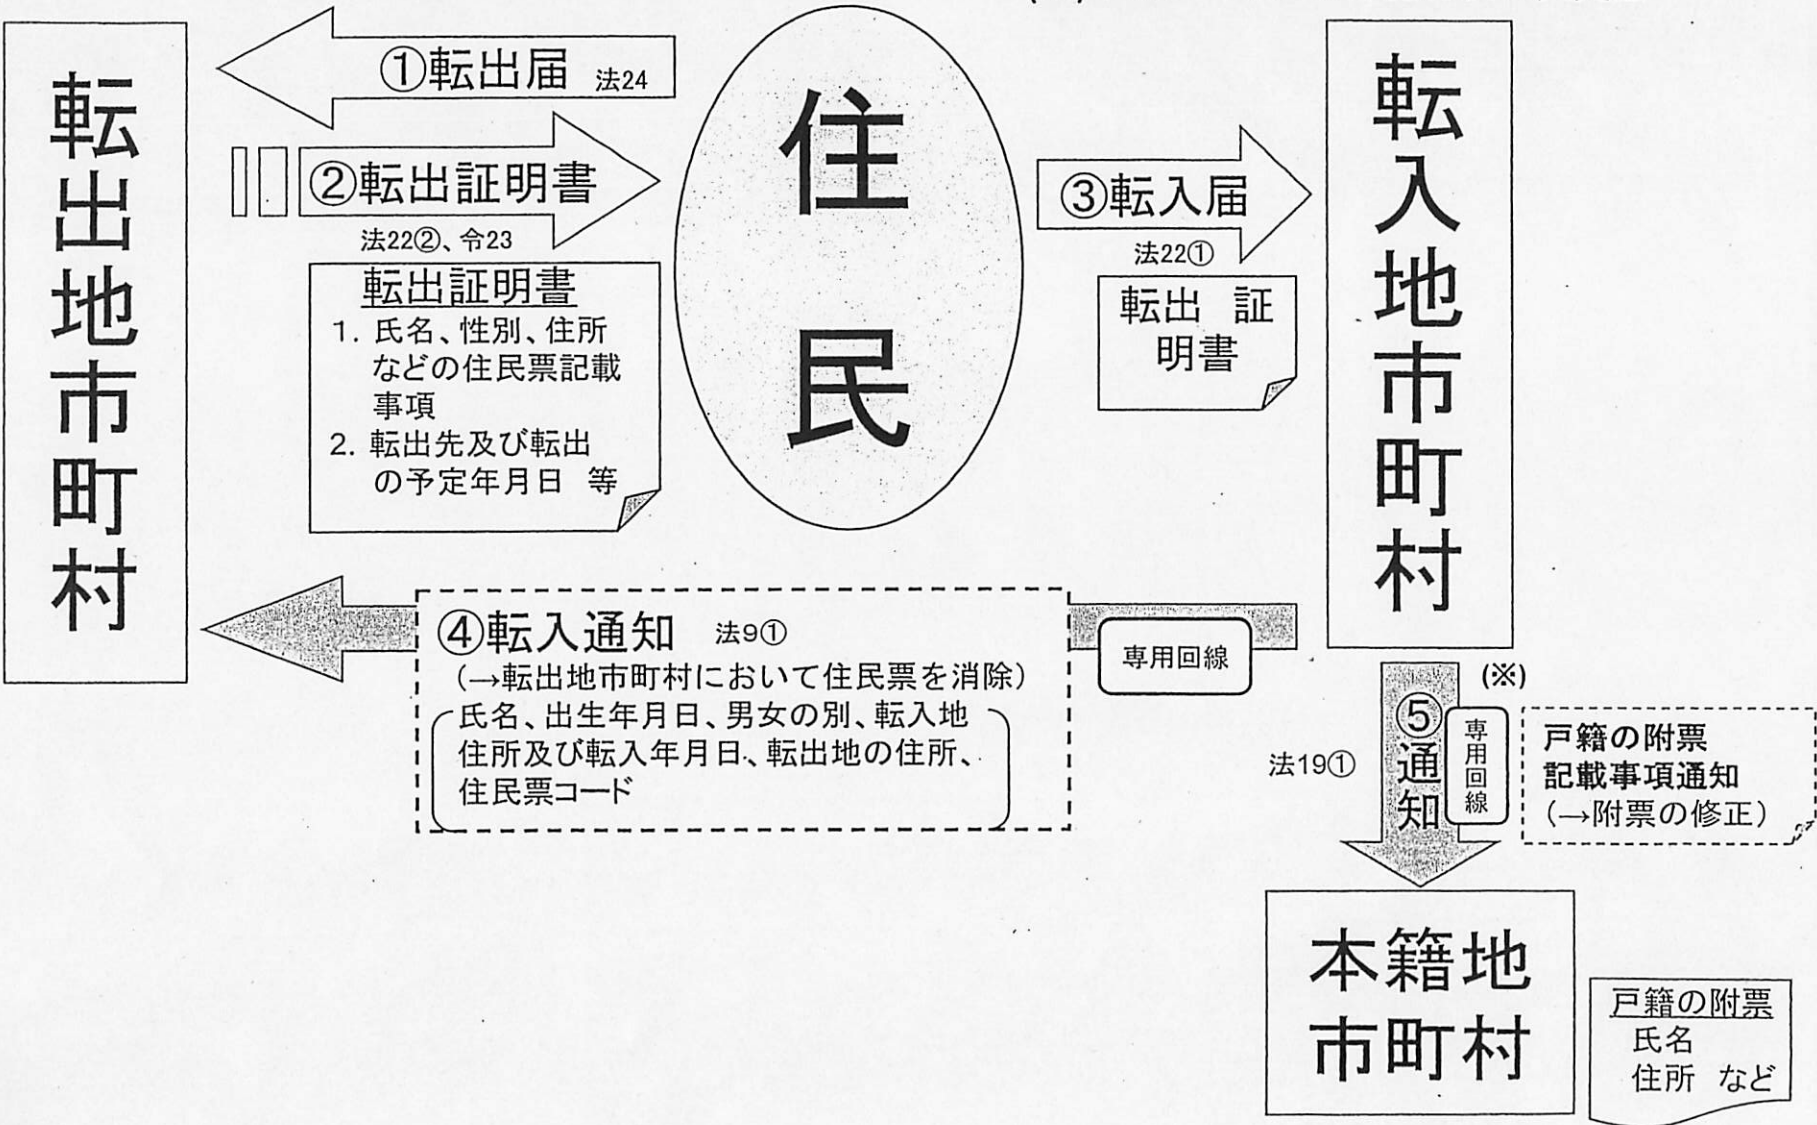 転出地市町村
①転出届 法24
②転出証明書
法22②、令23
転出証明書
1. 氏名、性別、住所
などの住民票記載
事項
2. 転出先及び転出
の予定年月日 等
住民
③転入届
法22①
転出 証
明書
転入地市町村
④転入通知 法9①
(→転出地市町村において住民票を消除)
氏名、出生年月日、男女の別、転入地
住所及び転入年月日、転出地の住所、
住民票コード
専用回線
(※)
法19①
⑤通知
専用回線
戸籍の附票
記載事項通知
(→附票の修正)
本籍地
市町村
戸籍の附票
氏名
住所 など